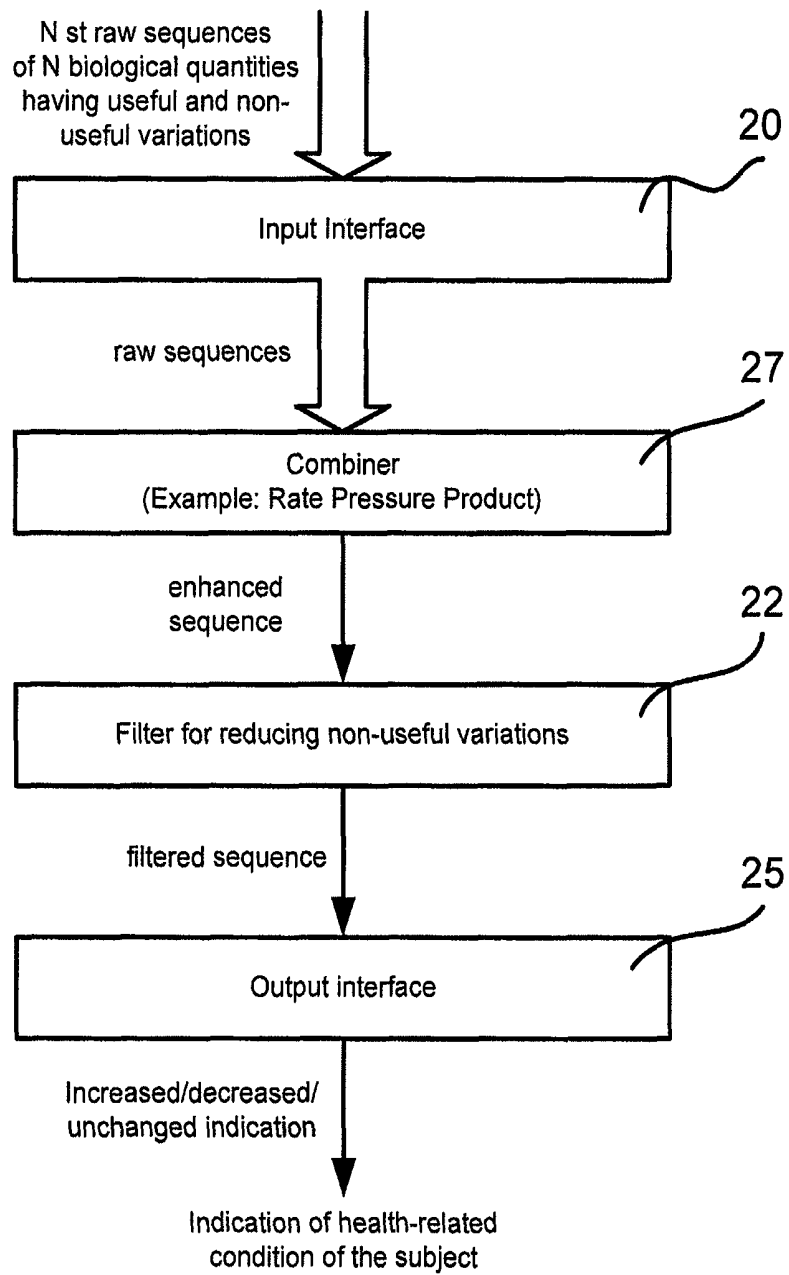 N st raw sequences
of N biological quantities
having useful and non-
useful variations
20
Input Interface
raw sequences
27
Combiner
(Example: Rate Pressure Product)
enhanced
sequence
22
Filter for reducing non-useful variations
filtered sequence
25
Output interface
Increased/decreased/
unchanged indication
Indication of health-related
condition of the subject